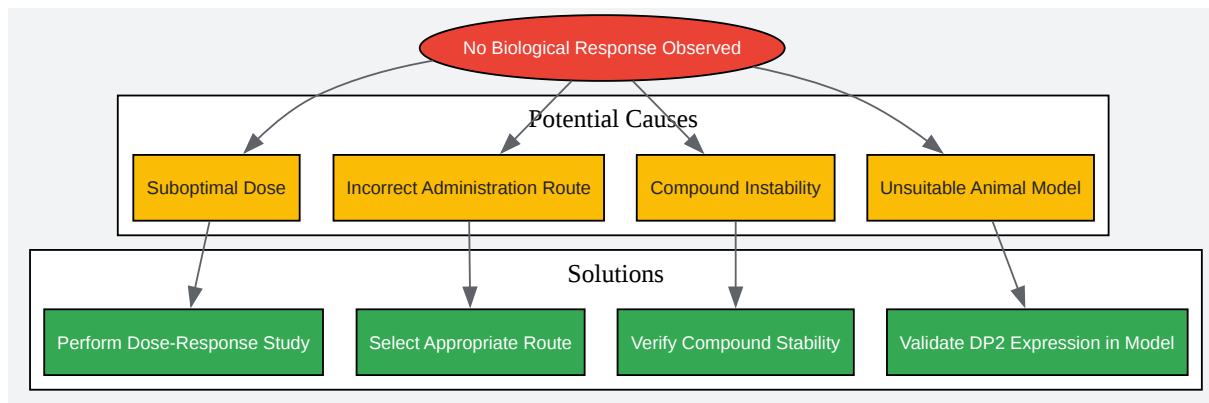 No Biological Response Observed
Potential Causes
Suboptimal Dose
Incorrect Administration Route
Compound Instability
Unsuitable Animal Model
Solutions
Perform Dose-Response Study
Select Appropriate Route
Verify Compound Stability
Validate DP2 Expression in Model